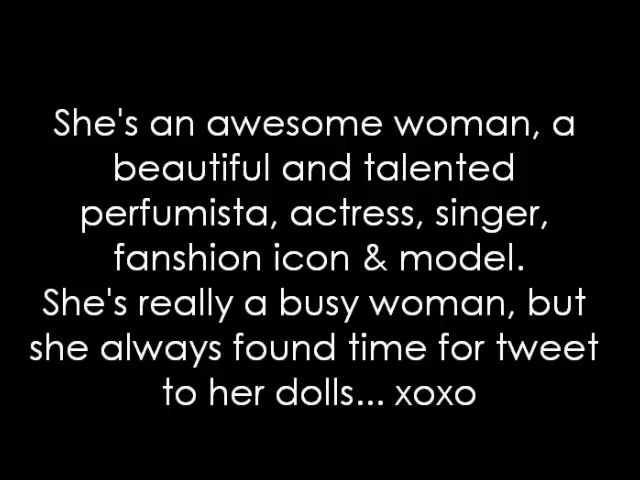 She's an awesome woman, a
beautiful and talented
perfumista, actress, singer,
fanshion icon & model.
She's really a busy woman, but
she always found time for tweet
to her dolls... xoxo